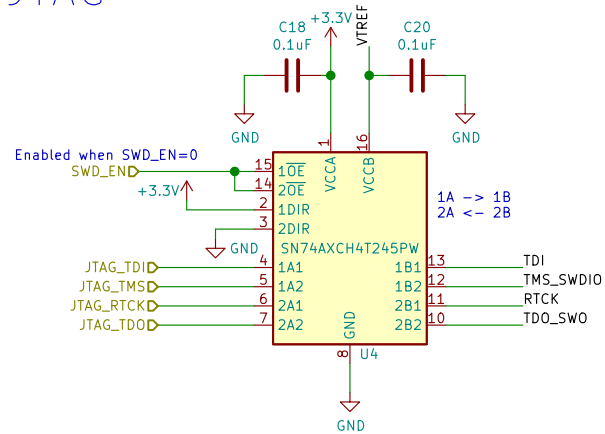 JTAG
C18
0.1uF
+3.3V
VTREF
C20
0.1uF
GND
GND
1
16
VCCA
VCCB
Enabled when SWD_EN=0
SWD_EN
15
1OE
14
2OE
+3.3V
2
1DIR
3
2DIR
GND
1A -> 1B
2A <- 2B
SN74AXCH4T245PW
JTAG_TDI
4
1A1
1B1
13
TDI
JTAG_TMS
5
1A2
1B2
12
TMS_SWDIO
JTAG_RTCK
6
2A1
2B1
11
RTCK
JTAG_TDO
7
2A2
2B2
10
TDO_SWO
GND
8
U4
GND